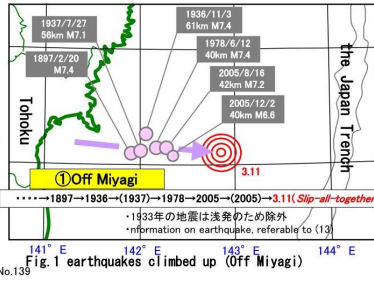 1936/11/3
61km M7.4
1937/7/27
56km M7.1
1978/6/12
40km M7.4
1897/2/20
M7.4
2005/8/16
42km M7.2
2005/12/2
40km M6.6
Tohoku
the Japan Trench
3.11
①Off Miyagi
‥‥→1897→1936→(1937)→1978→2005→(2005)→3.11(Slip-all-together
・1933年の地震は浅発のため除外
・nformation on earthquake, referable to (13)
141°E 142°E 143°E 144°E
Fig.1 earthquakes climbed up (Off Miyagi)
No.139